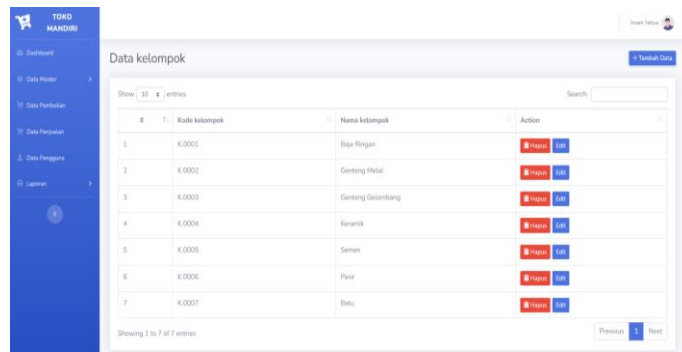 TOKO
MANDIRI
Imam Yahya
Dashboard
Data Master
Data Pembelian
Data Penjualan
Data Pengguna
Laporan
Data kelompok
+ Tambah Data
Show 10 entries
Search:
# Kode kelompok Nama kelompok Action
1 K.0001 Baja Ringan Hapus Edit
2 K.0002 Genteng Metal Hapus Edit
3 K.0003 Genteng Gelombang Hapus Edit
4 K.0004 Keramik Hapus Edit
5 K.0005 Semen Hapus Edit
6 K.0006 Pasir Hapus Edit
7 K.0007 Batu Hapus Edit
Showing 1 to 7 of 7 entries
Previous 1 Next